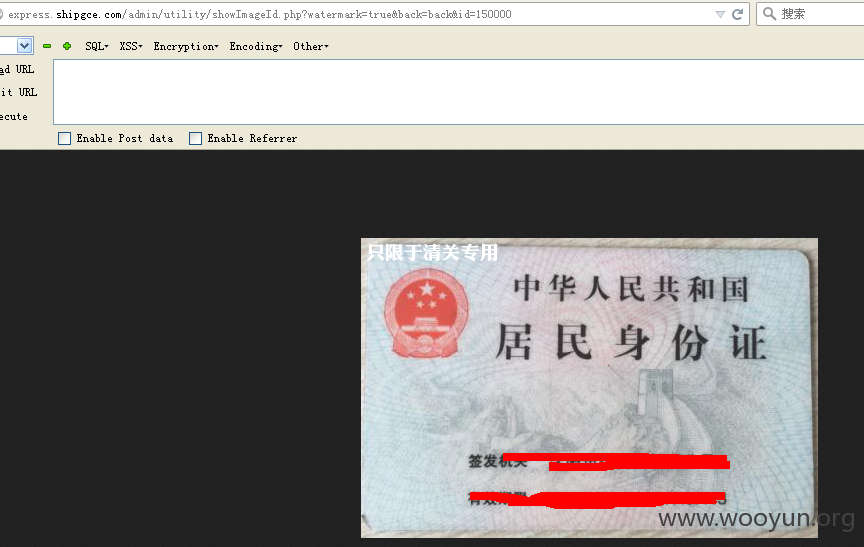 express.shipgce.com/admin/utility/showImageId.php?watermark=true&back=back&id=150000
搜索
SQL▾ XSS▾ Encryption▾ Encoding▾ Other▾
ad URL
it URL
ecute
Enable Post data Enable Referrer
只限于清关专用
中华人民共和国
居民身份证
签发机关
有效期限
www.wooyun.org